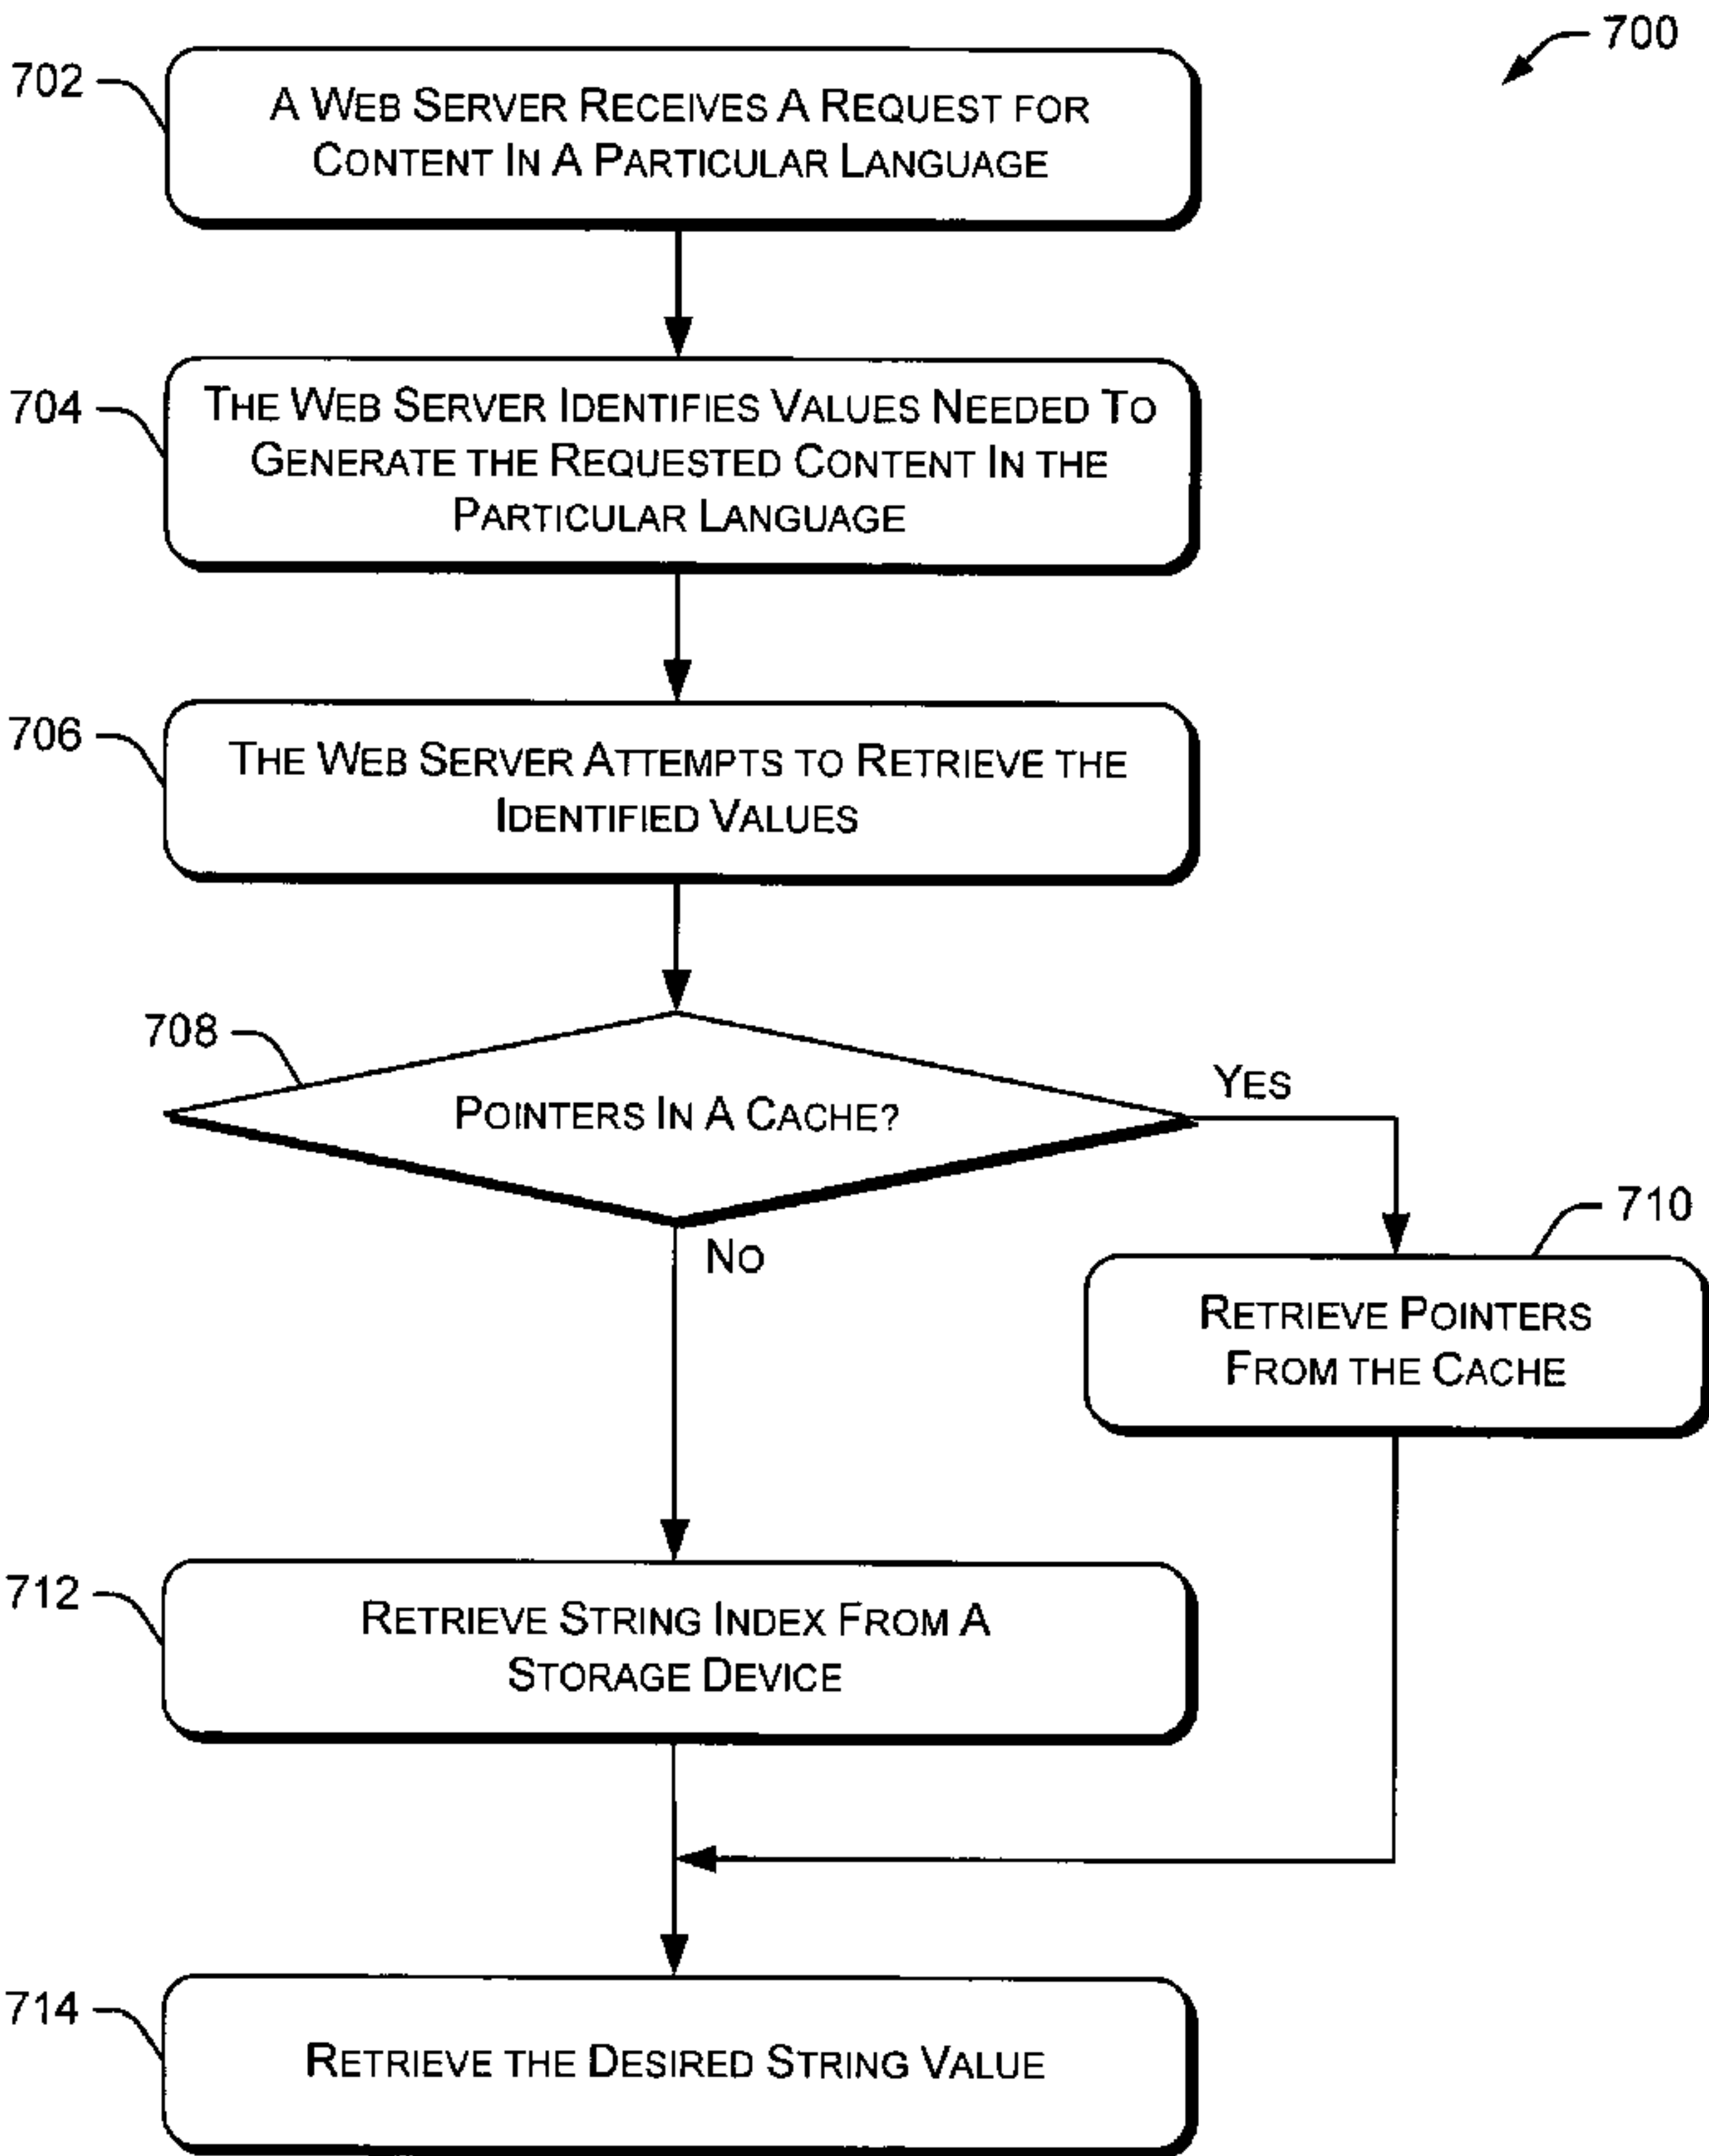 700
702
A WEB SERVER RECEIVES A REQUEST FOR
CONTENT IN A PARTICULAR LANGUAGE
704
THE WEB SERVER IDENTIFIES VALUES NEEDED TO
GENERATE THE REQUESTED CONTENT IN THE
PARTICULAR LANGUAGE
706
THE WEB SERVER ATTEMPTS TO RETRIEVE THE
IDENTIFIED VALUES
708
POINTERS IN A CACHE?
YES
NO
710
RETRIEVE POINTERS
FROM THE CACHE
712
RETRIEVE STRING INDEX FROM A
STORAGE DEVICE
714
RETRIEVE THE DESIRED STRING VALUE